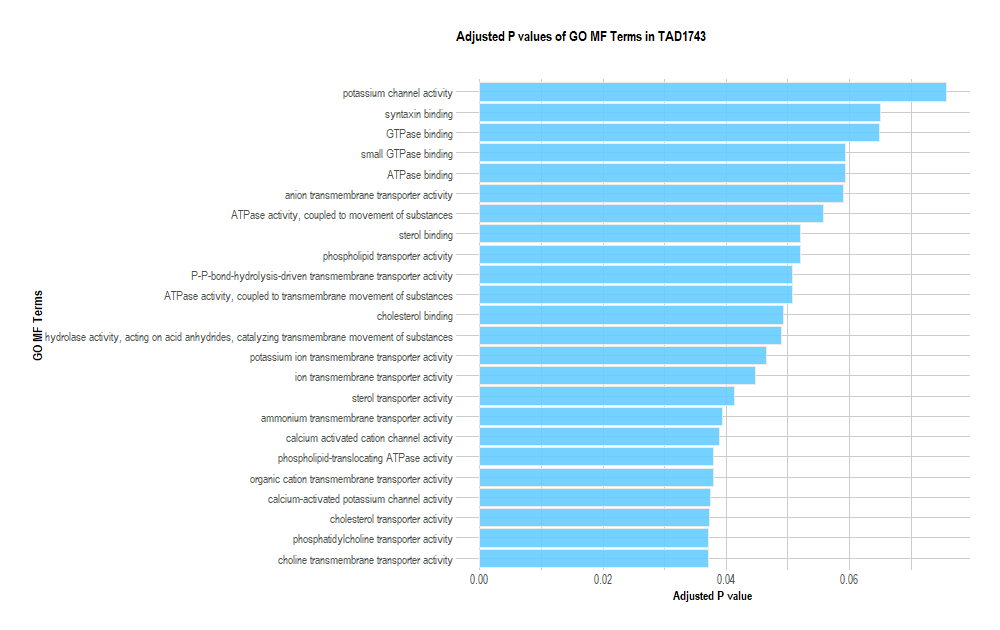 Adjusted P values of GO MF Terms in TAD1743
potassium channel activity
syntaxin binding
GTPase binding
small GTPase binding
ATPase binding
anion transmembrane transporter activity
ATPase activity, coupled to movement of substances
sterol binding
phospholipid transporter activity
P-P-bond-hydrolysis-driven transmembrane transporter activity
ATPase activity, coupled to transmembrane movement of substances
cholesterol binding
hydrolase activity, acting on acid anhydrides, catalyzing transmembrane movement of substances
potassium ion transmembrane transporter activity
ion transmembrane transporter activity
sterol transporter activity
ammonium transmembrane transporter activity
calcium activated cation channel activity
phospholipid-translocating ATPase activity
organic cation transmembrane transporter activity
calcium-activated potassium channel activity
cholesterol transporter activity
phosphatidylcholine transporter activity
choline transmembrane transporter activity
GO MF Terms
0.00 0.02 0.04 0.06
Adjusted P value